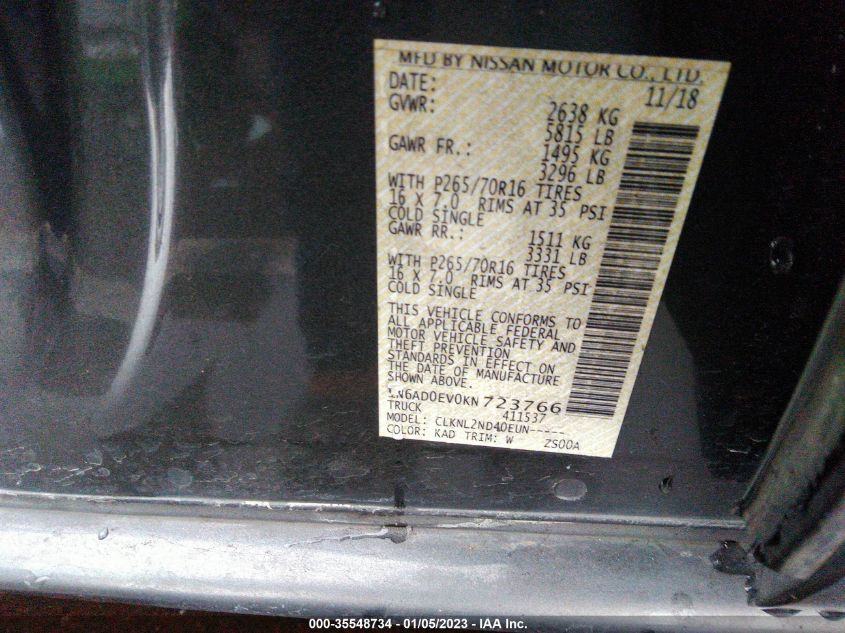 MFD BY NISSAN MOTOR CO., LTD.
DATE: 11/18
GVWR: 2638 KG
5815 LB
GAWR FR.: 1495 KG
3296 LB
WITH P265/70R16 TIRES
16 X 7.0 RIMS AT 35 PSI
COLD SINGLE
GAWR RR.: 1511 KG
3331 LB
WITH P265/70R16 TIRES
16 X 7.0 RIMS AT 35 PSI
COLD SINGLE
THIS VEHICLE CONFORMS TO
ALL APPLICABLE FEDERAL
MOTOR VEHICLE SAFETY AND
THEFT PREVENTION
STANDARDS IN EFFECT ON
THE DATE OF MANUFACTURE
SHOWN ABOVE.
1N6AD0EV0KN723766
TRUCK 411537
MODEL: CLKNL2ND40EUN-----
COLOR: KAD TRIM: W ZS00A
000-35548734 - 01/05/2023 - IAA Inc.